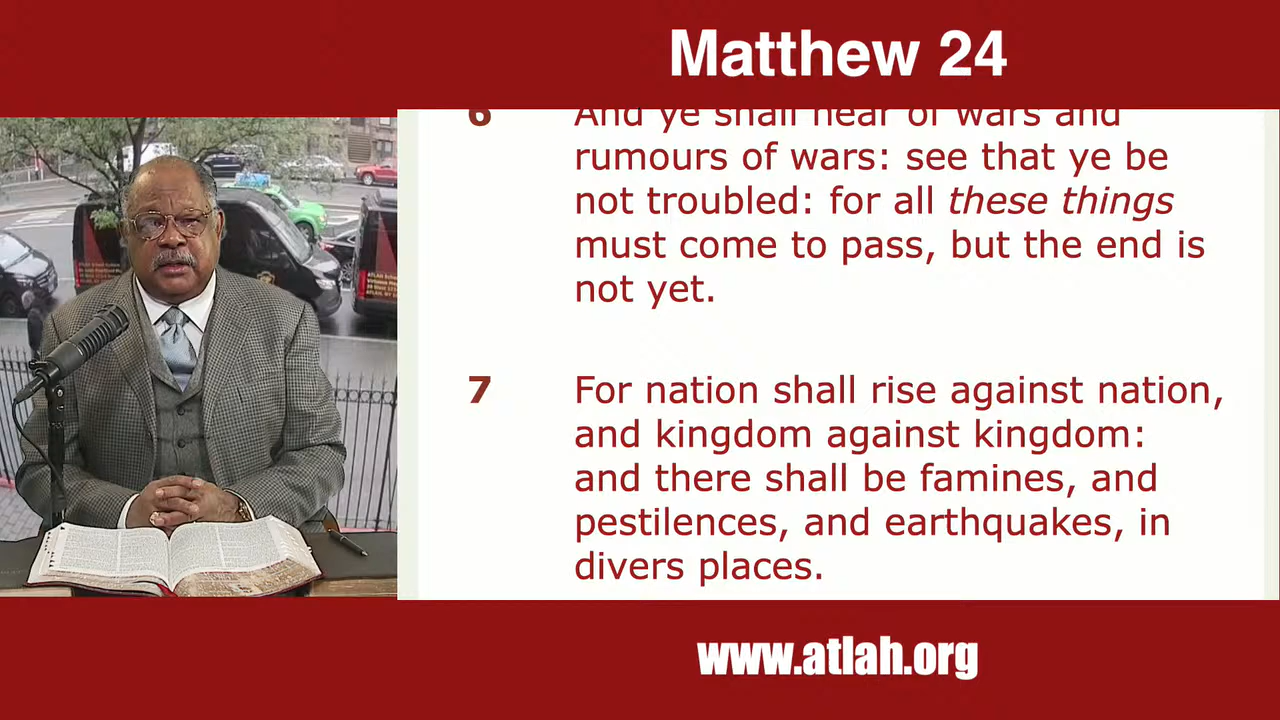 Matthew 24
6 And ye shall hear of wars and
rumours of wars: see that ye be
not troubled: for all these things
must come to pass, but the end is
not yet.
7 For nation shall rise against nation,
and kingdom against kingdom:
and there shall be famines, and
pestilences, and earthquakes, in
divers places.
www.atlah.org